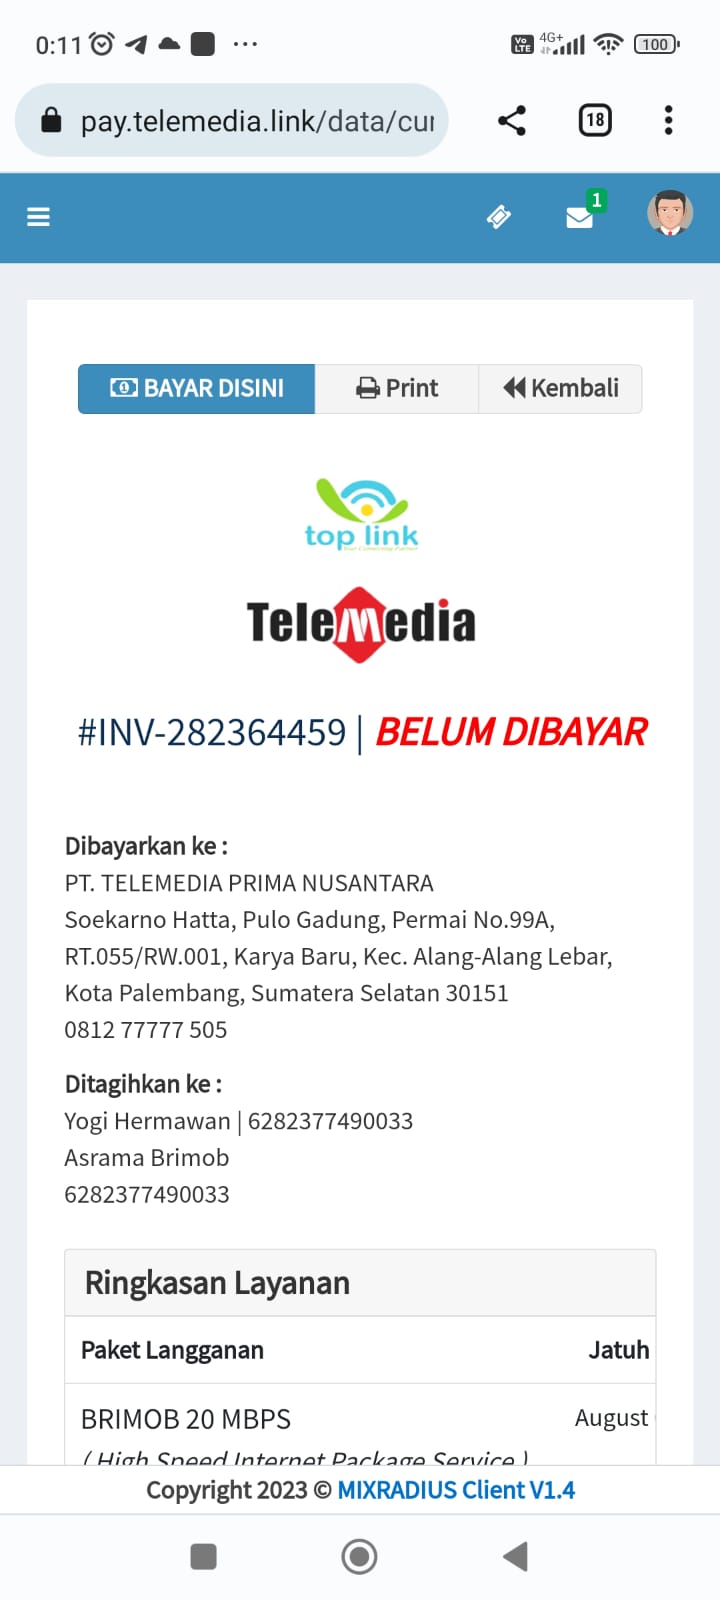 0:11 ...
Vo LTE 4G+ 100
pay.telemedia.link/data/cur
18
1
BAYAR DISINI Print Kembali
top link
TeleMedia
#INV-282364459 | BELUM DIBAYAR
Dibayarkan ke :
PT. TELEMEDIA PRIMA NUSANTARA
Soekarno Hatta, Pulo Gadung, Permai No.99A,
RT.055/RW.001, Karya Baru, Kec. Alang-Alang Lebar,
Kota Palembang, Sumatera Selatan 30151
0812 77777 505
Ditagihkan ke :
Yogi Hermawan | 6282377490033
Asrama Brimob
6282377490033
Ringkasan Layanan
Paket Langganan Jatuh
BRIMOB 20 MBPS August
( High Speed Internet Package Service )
Copyright 2023 © MIXRADIUS Client V1.4